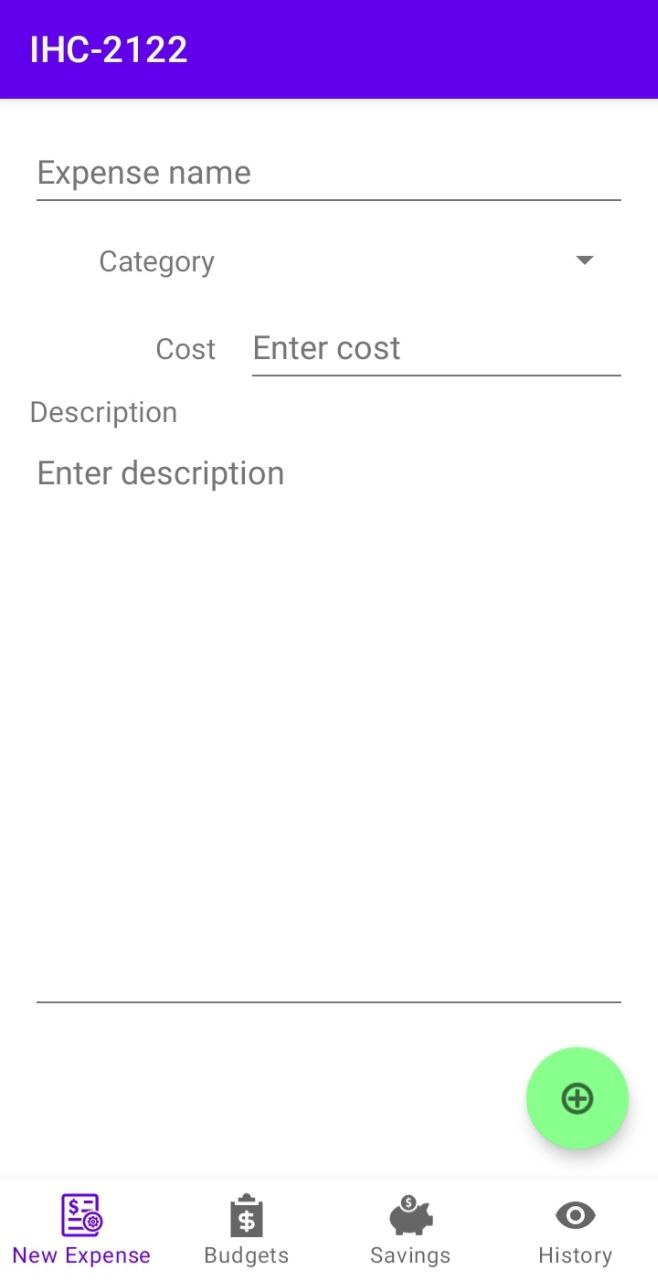 IHC-2122
Expense name
Category
Cost Enter cost
Description
Enter description
$
$
$
New Expense Budgets Savings History